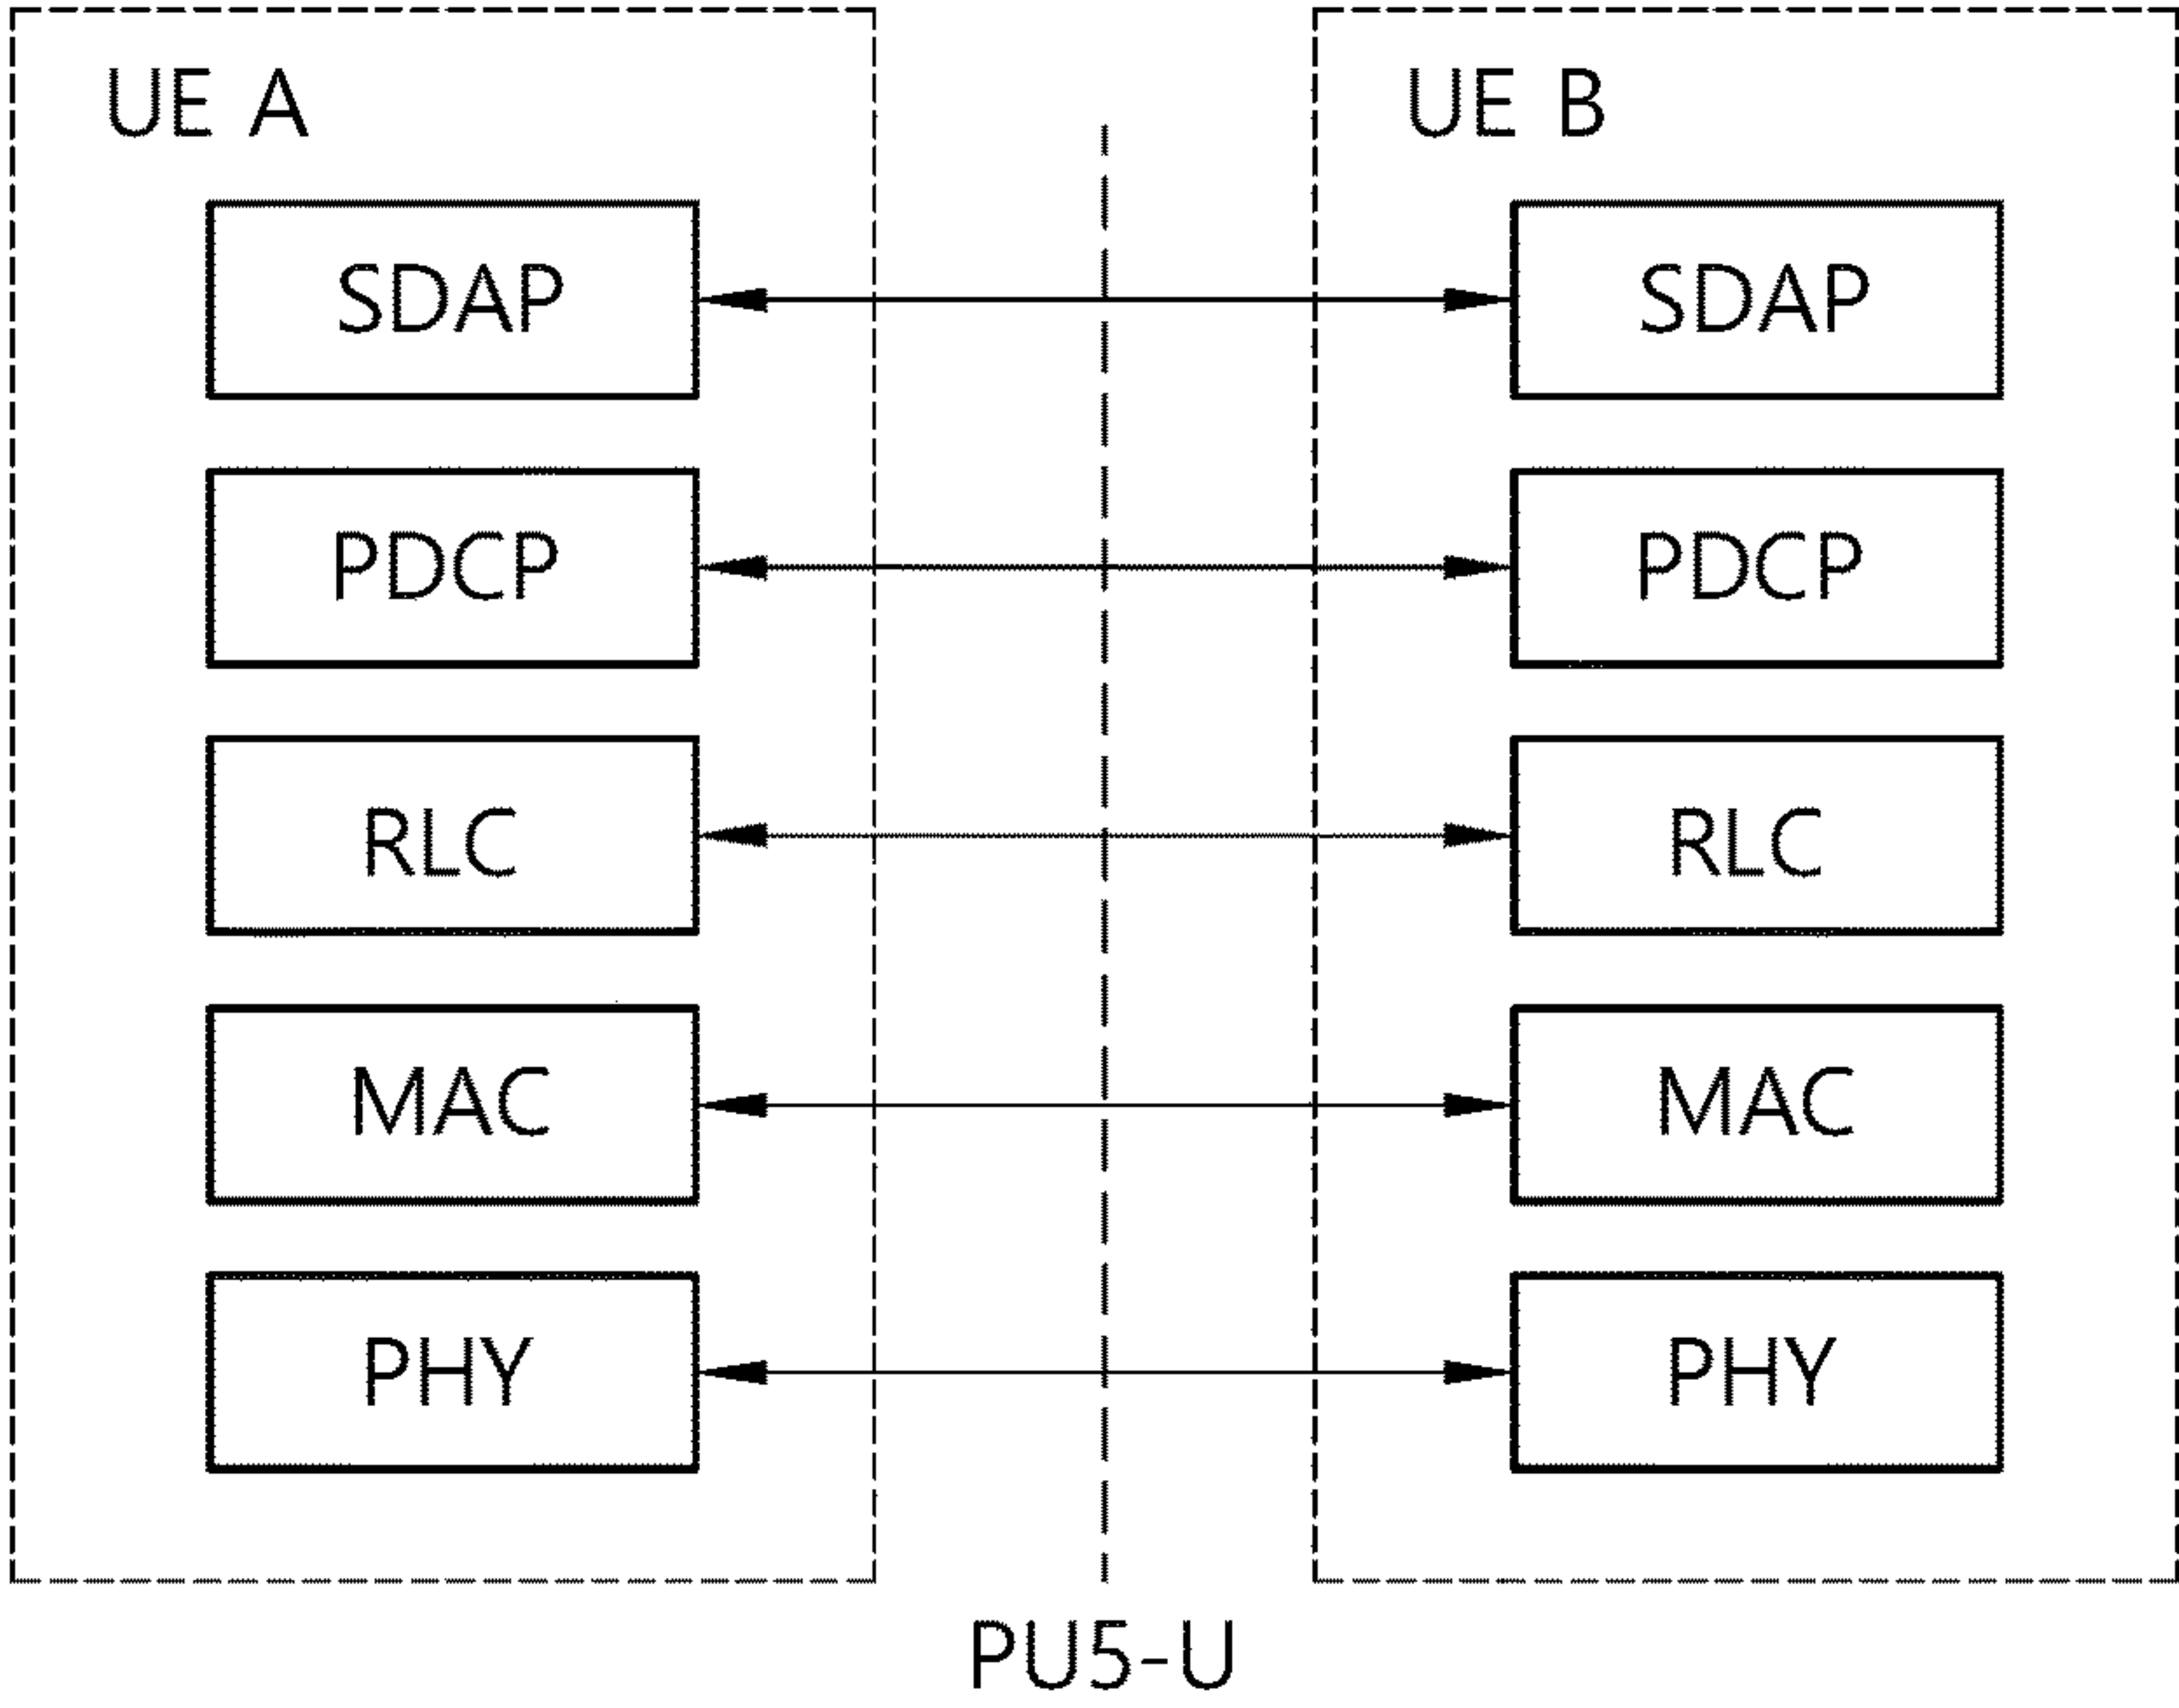 UE A
UE B
SDAP
SDAP
PDCP
PDCP
RLC
RLC
MAC
MAC
PHY
PHY
PU5-U